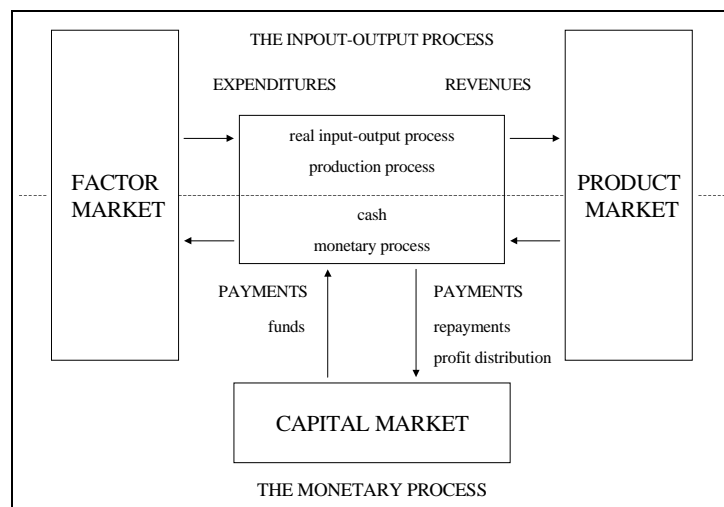 THE INPOUT-OUTPUT PROCESS
EXPENDITURES
REVENUES
real input-output process
production process
FACTOR
MARKET
PRODUCT
MARKET
cash
monetary process
PAYMENTS
funds
PAYMENTS
repayments
profit distribution
CAPITAL MARKET
THE MONETARY PROCESS